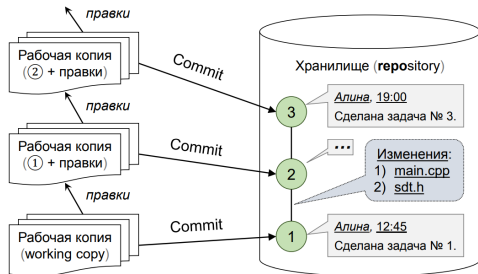 правки
Рабочая копия
(② + правки)
правки
Рабочая копия
(① + правки)
правки
Рабочая копия
(working copy)
Commit
Commit
Commit
Хранилище (repository)
3
Алина, 19:00
Сделана задача № 3.
...
2
Изменения:
1) main.cpp
2) sdt.h
1
Алина, 12:45
Сделана задача № 1.